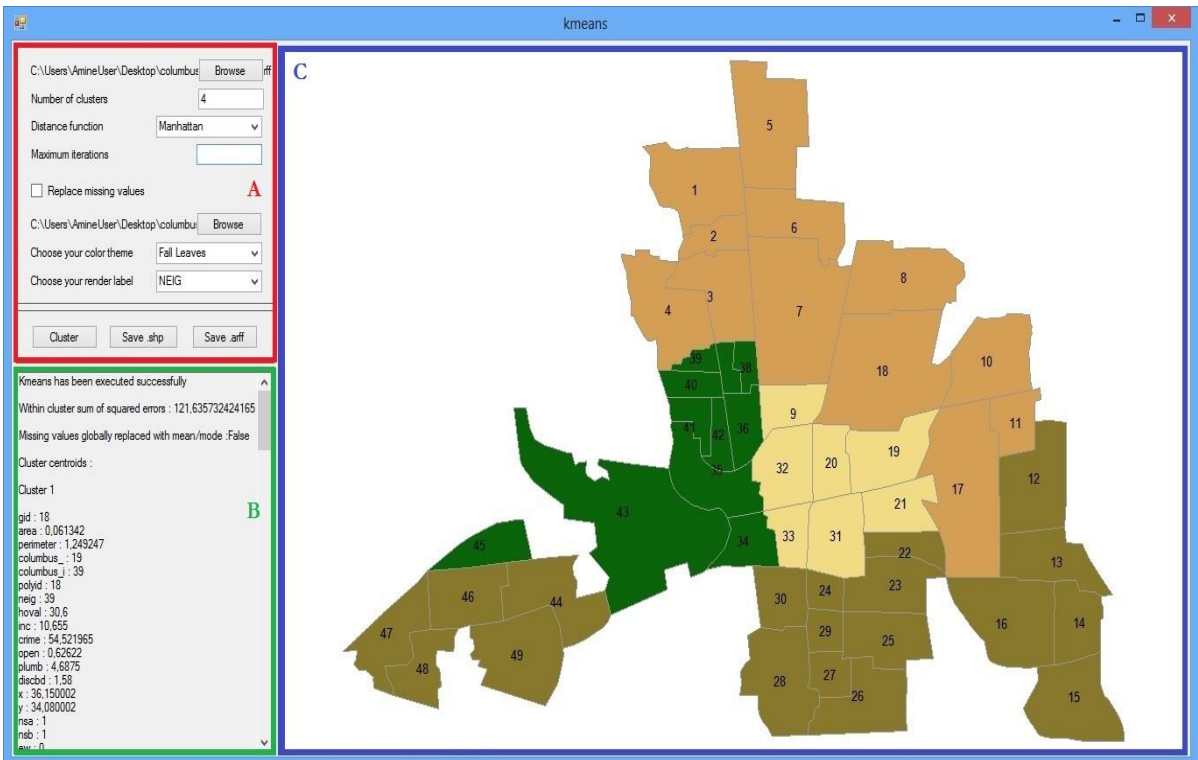 kmeans
C:\Users\AmineUser\Desktop\columbus Browse rff
Number of clusters 4
Distance function Manhattan
Maximum iterations
Replace missing values A
C:\Users\AmineUser\Desktop\columbu: Browse
Choose your color theme Fall Leaves
Choose your render label NEIG
Cluster Save .shp Save .arff
Kmeans has been executed successfully
Within cluster sum of squared errors : 121,635732424165
Missing values globally replaced with mean/mode :False
Cluster centroids :
Cluster 1
B
gid : 18
area : 0,061342
perimeter : 1,249247
columbus_ : 19
columbus_i : 39
polyid : 18
neig : 39
hoval : 30,6
inc : 10,655
crime : 54,521965
open : 0,62622
plumb : 4,6875
discbd : 1,58
x : 36,150002
y : 34,080002
nsa : 1
nsb : 1
ew : 0
C
5
1
6
2
8
3
4
7
39
38
18
10
40
9
11
41
42
36
19
35
32
20
12
17
21
43
33
31
34
45
22
13
46
44
30
24
23
16
14
47
29
25
49
48
28
27
26
15